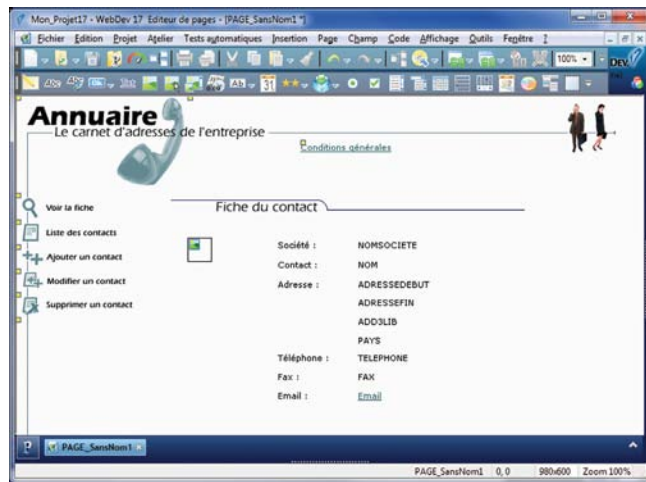 Mon_Projet17 - WebDev 17 Editeur de pages - [PAGE_SansNom1 *]
Fichier Edition Projet Atelier Tests automatiques Insertion Page Champ Code Affichage Outils Fenêtre ?
100%
DEV
Annuaire
Le carnet d'adresses de l'entreprise
Conditions générales
Voir la fiche
Fiche du contact
Liste des contacts
Société : NOMSOCIETE
Ajouter un contact
Contact : NOM
Modifier un contact
Adresse : ADRESSEDEBUT
Supprimer un contact
ADRESSEFIN
ADD3LIB
PAYS
Téléphone : TELEPHONE
Fax : FAX
Email : Email
PAGE_SansNom1
PAGE_SansNom1 0,0 980x600 Zoom 100%